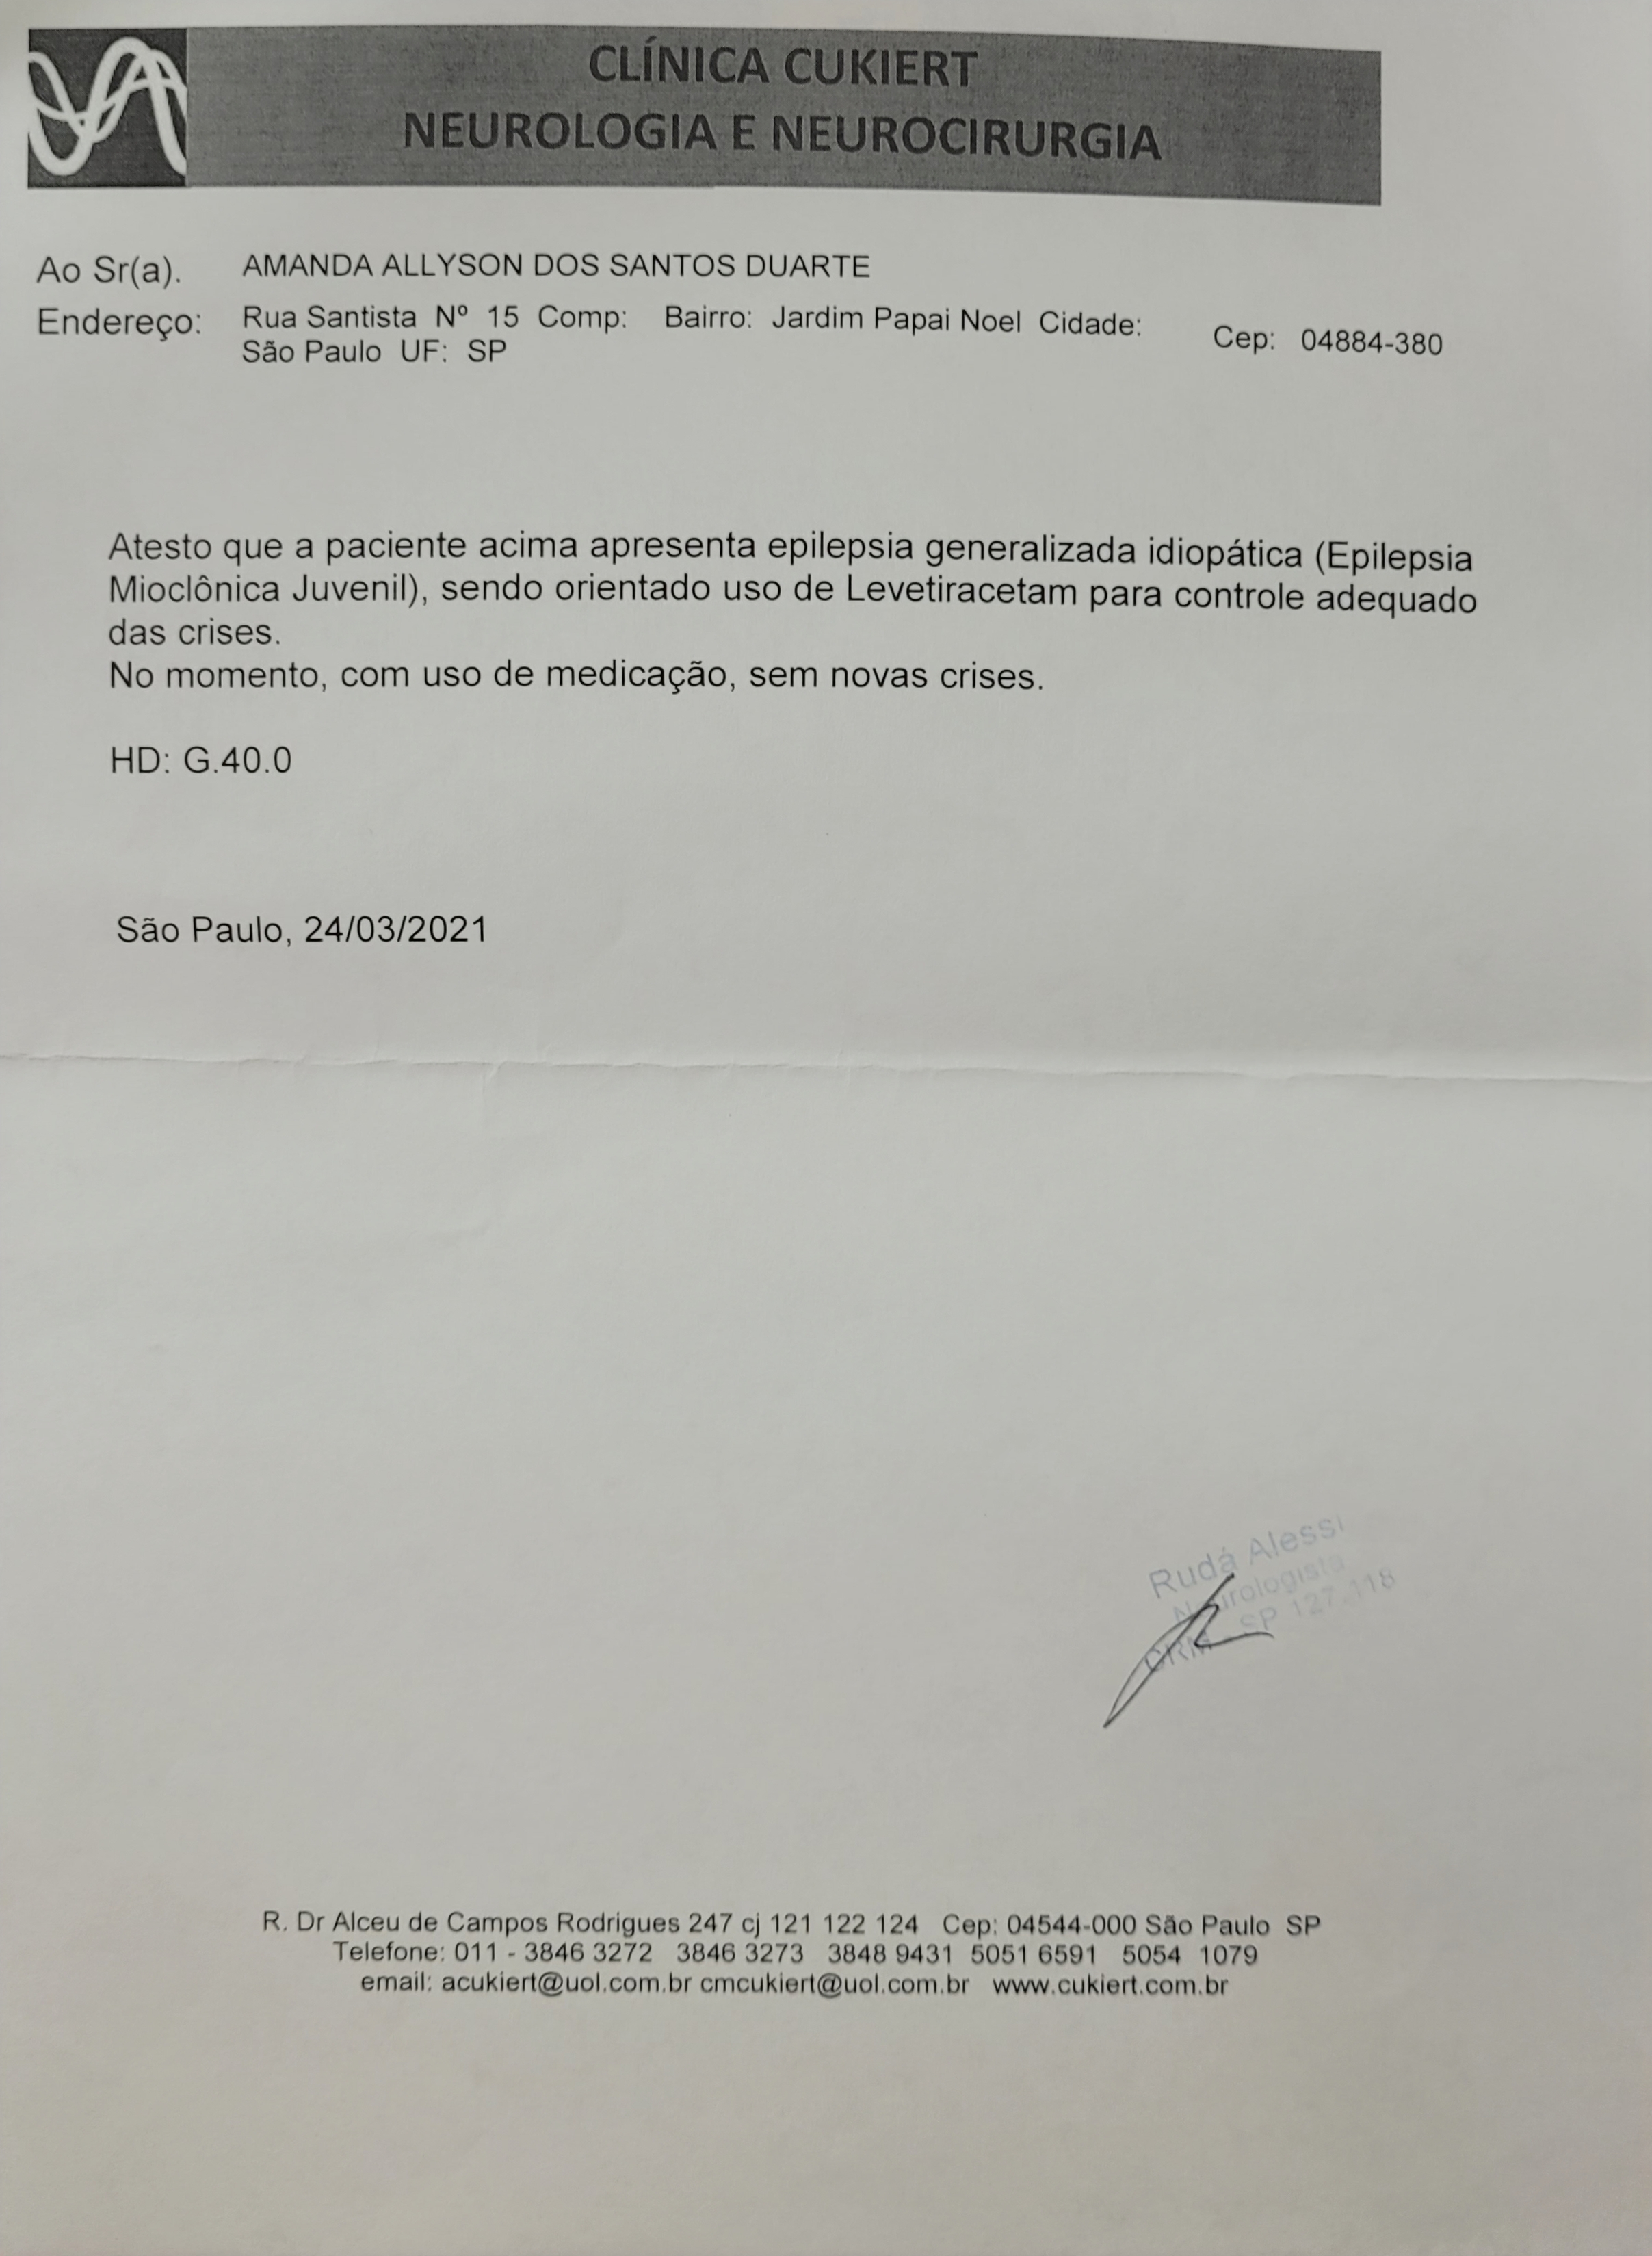 CLÍNICA CUKIERT
NEUROLOGIA E NEUROCIRURGIA
Ao Sr(a). AMANDA ALLYSON DOS SANTOS DUARTE
Endereço: Rua Santista Nº 15 Comp: Bairro: Jardim Papai Noel Cidade:
São Paulo UF: SP Cep: 04884-380
Atesto que a paciente acima apresenta epilepsia generalizada idiopática (Epilepsia
Mioclônica Juvenil), sendo orientado uso de Levetiracetam para controle adequado
das crises.
No momento, com uso de medicação, sem novas crises.
HD: G.40.0
São Paulo, 24/03/2021
Rudá Alessi
Neurologista
CRM - SP 127.118
R. Dr Alceu de Campos Rodrigues 247 cj 121 122 124 Cep: 04544-000 São Paulo SP
Telefone: 011 - 3846 3272 3846 3273 3848 9431 5051 6591 5054 1079
email: acukiert@uol.com.br cmcukiert@uol.com.br www.cukiert.com.br